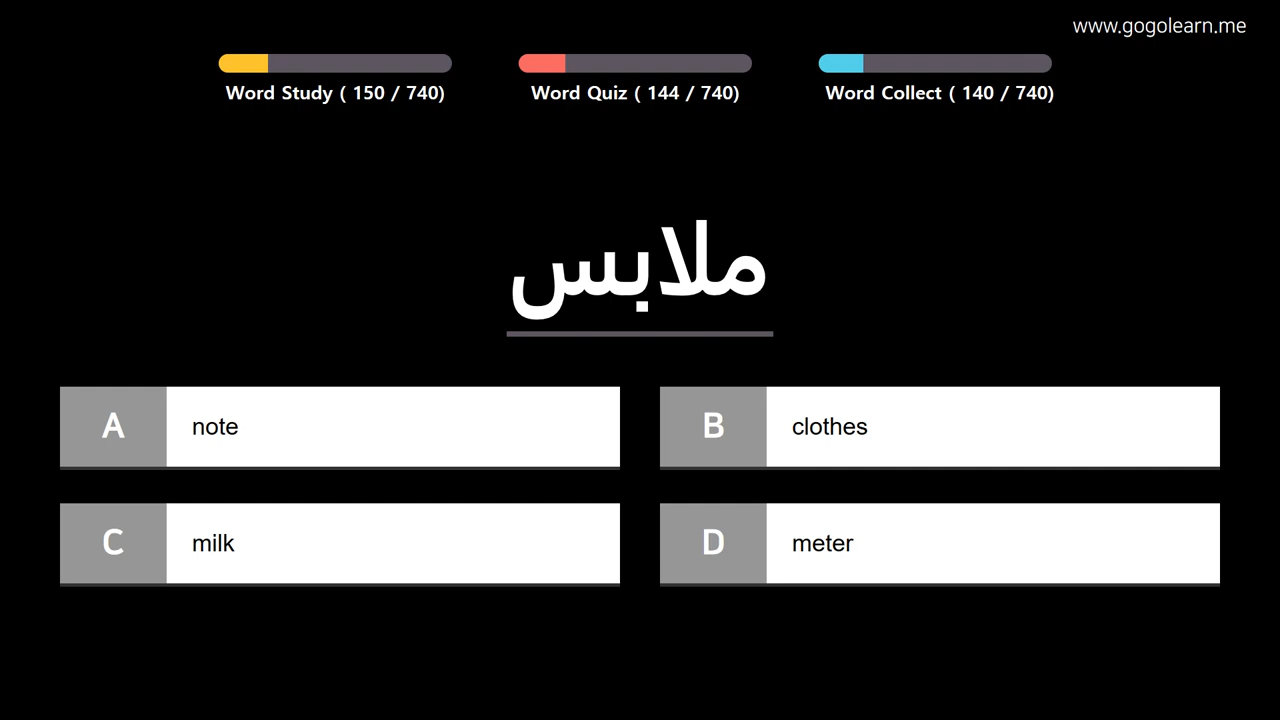 www.gogolearn.me
Word Study ( 150 / 740)
Word Quiz ( 144 / 740)
Word Collect ( 140 / 740)
ملابس
A note
B clothes
C milk
D meter